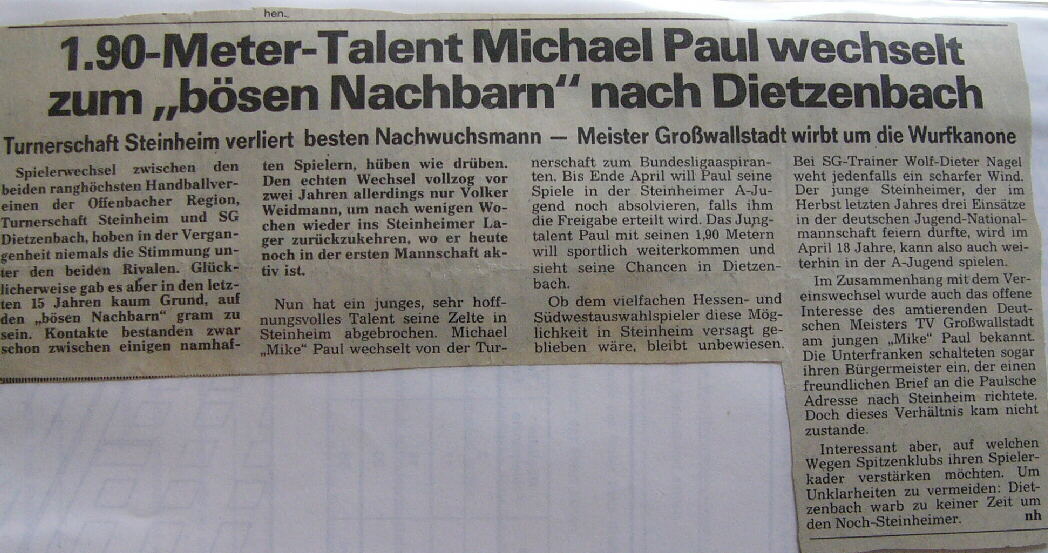 hen.
1.90-Meter-Talent Michael Paul wechselt
zum „bösen Nachbarn“ nach Dietzenbach
Turnerschaft Steinheim verliert besten Nachwuchsmann — Meister Großwallstadt wirbt um die Wurfkanone
Spielerwechsel zwischen den
beiden ranghöchsten Handballver-
einen der Offenbacher Region,
Turnerschaft Steinheim und SG
Dietzenbach, hoben in der Vergan-
genheit niemals die Stimmung un-
ter den beiden Rivalen. Glück-
licherweise gab es aber in den letz-
ten 15 Jahren kaum Grund, auf
den „bösen Nachbarn“ gram zu
sein. Kontakte bestanden zwar
schon zwischen einigen namhaf-
ten Spielern, hüben wie drüben.
Den echten Wechsel vollzog vor
zwei Jahren allerdings nur Volker
Weidmann, um nach wenigen Wo-
chen wieder ins Steinheimer La-
ger zurückzukehren, wo er heute
noch in der ersten Mannschaft ak-
tiv ist.
Nun hat ein junges, sehr hoff-
nungsvolles Talent seine Zelte in
Steinheim abgebrochen. Michael
„Mike“ Paul wechselt von der Tur-
nerschaft zum Bundesligaaspiran-
ten. Bis Ende April will Paul seine
Spiele in der Steinheimer A-Ju-
gend noch absolvieren, falls ihm
die Freigabe erteilt wird. Das Jung-
talent Paul mit seinen 1,90 Metern
will sportlich weiterkommen und
sieht seine Chancen in Dietzen-
bach.
Ob dem vielfachen Hessen- und
Südwestauswahlspieler diese Mög-
lichkeit in Steinheim versagt ge-
blieben wäre, bleibt unbewiesen.
Bei SG-Trainer Wolf-Dieter Nagel
weht jedenfalls ein scharfer Wind.
Der junge Steinheimer, der im
Herbst letzten Jahres drei Einsätze
in der deutschen Jugend-National-
mannschaft feiern durfte, wird im
April 18 Jahre, kann also auch wei-
terhin in der A-Jugend spielen.
Im Zusammenhang mit dem Ver-
einswechsel wurde auch das offene
Interesse des amtierenden Deut-
schen Meisters TV Großwallstadt
am jungen „Mike“ Paul bekannt.
Die Unterfranken schalteten sogar
ihren Bürgermeister ein, der einen
freundlichen Brief an die Paulsche
Adresse nach Steinheim richtete.
Doch dieses Verhältnis kam nicht
zustande.
Interessant aber, auf welchen
Wegen Spitzenklubs ihren Spieler-
kader verstärken möchten. Um
Unklarheiten zu vermeiden: Diet-
zenbach warb zu keiner Zeit um
den Noch-Steinheimer. nh